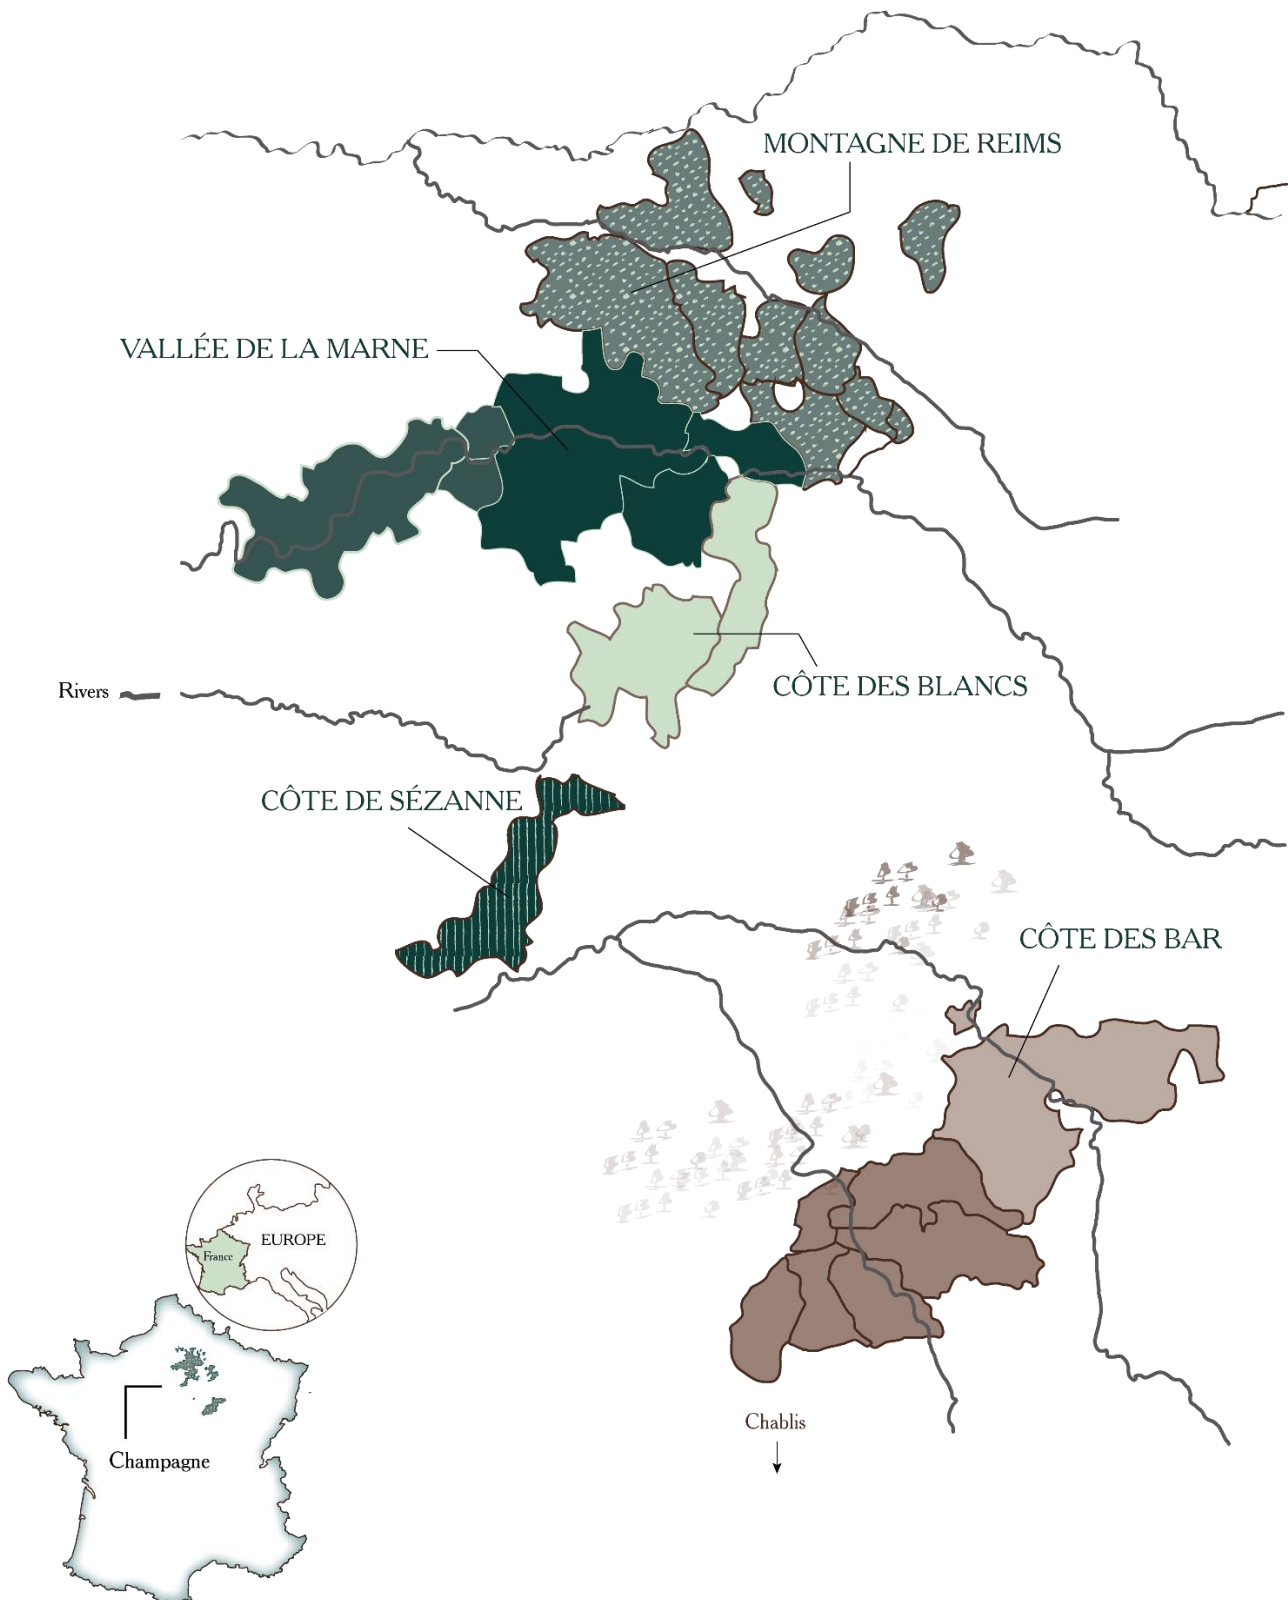 MONTAGNE DE REIMS
VALLÉE DE LA MARNE
Rivers
CÔTE DES BLANCS
CÔTE DE SÉZANNE
CÔTE DES BAR
EUROPE
France
Chablis
Champagne